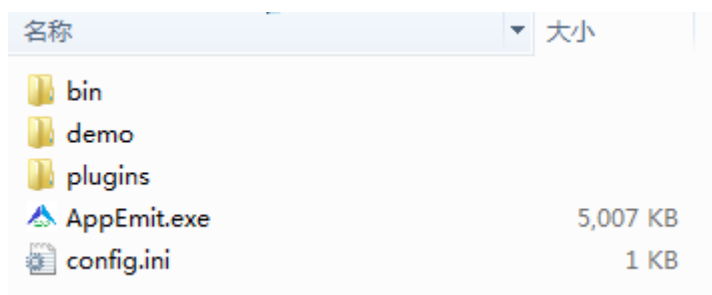 名称 大小
bin
demo
plugins
AppEmit.exe 5,007 KB
config.ini 1 KB